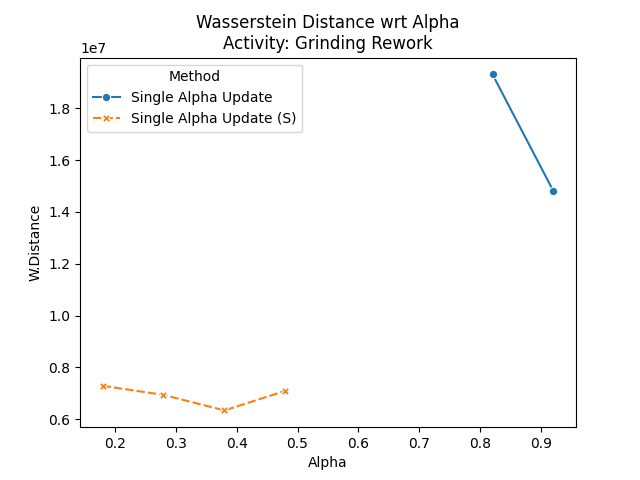 Wasserstein Distance wrt Alpha
Activity: Grinding Rework
1e7
Method
Single Alpha Update
Single Alpha Update (S)
1.8
1.6
1.4
1.2
1.0
0.8
0.6
W.Distance
0.2 0.3 0.4 0.5 0.6 0.7 0.8 0.9
Alpha